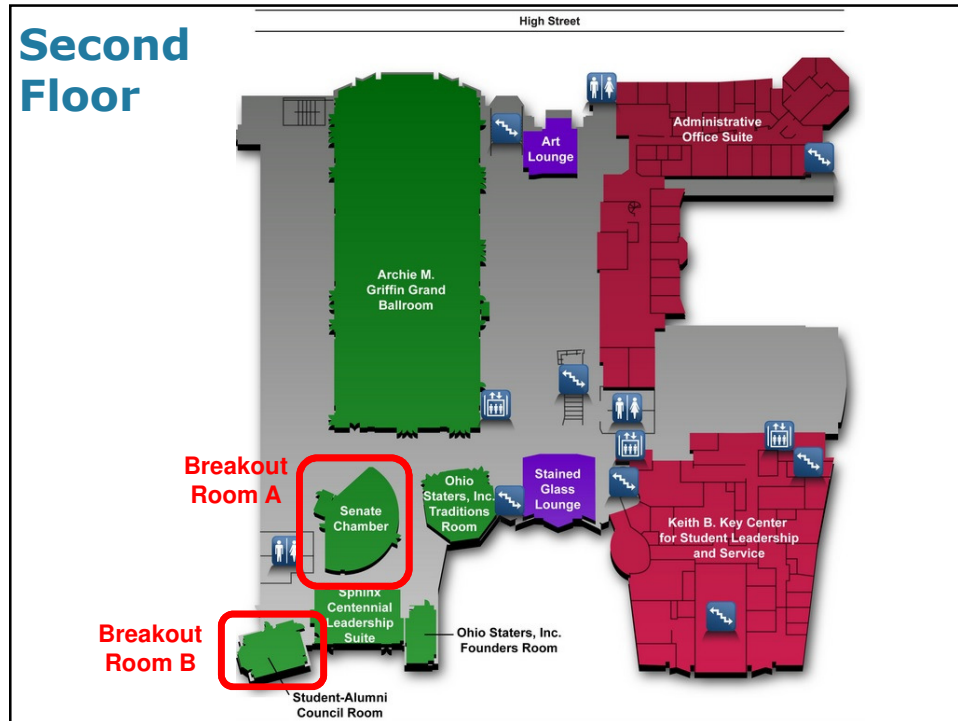 High Street
Second
Floor
Administrative
Office Suite
Art
Lounge
Archie M.
Griffin Grand
Ballroom
Breakout
Room A
Senate
Chamber
Ohio
Staters, Inc.
Traditions
Room
Stained
Glass
Lounge
Keith B. Key Center
for Student Leadership
and Service
Sphinx
Centennial
Leadership
Suite
Breakout
Room B
Ohio Staters, Inc.
Founders Room
Student-Alumni
Council Room